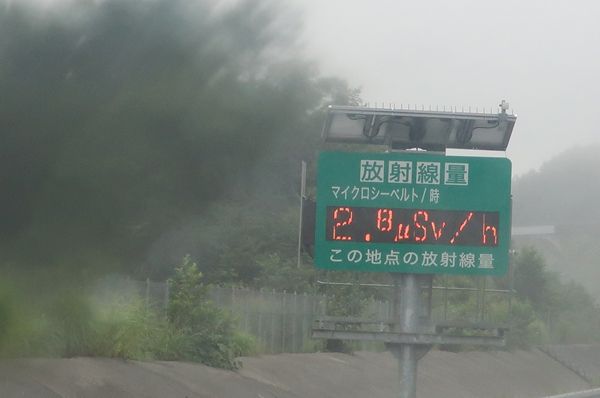 放射線量
マイクロシーベルト/時
2.8μSv/h
この地点の放射線量